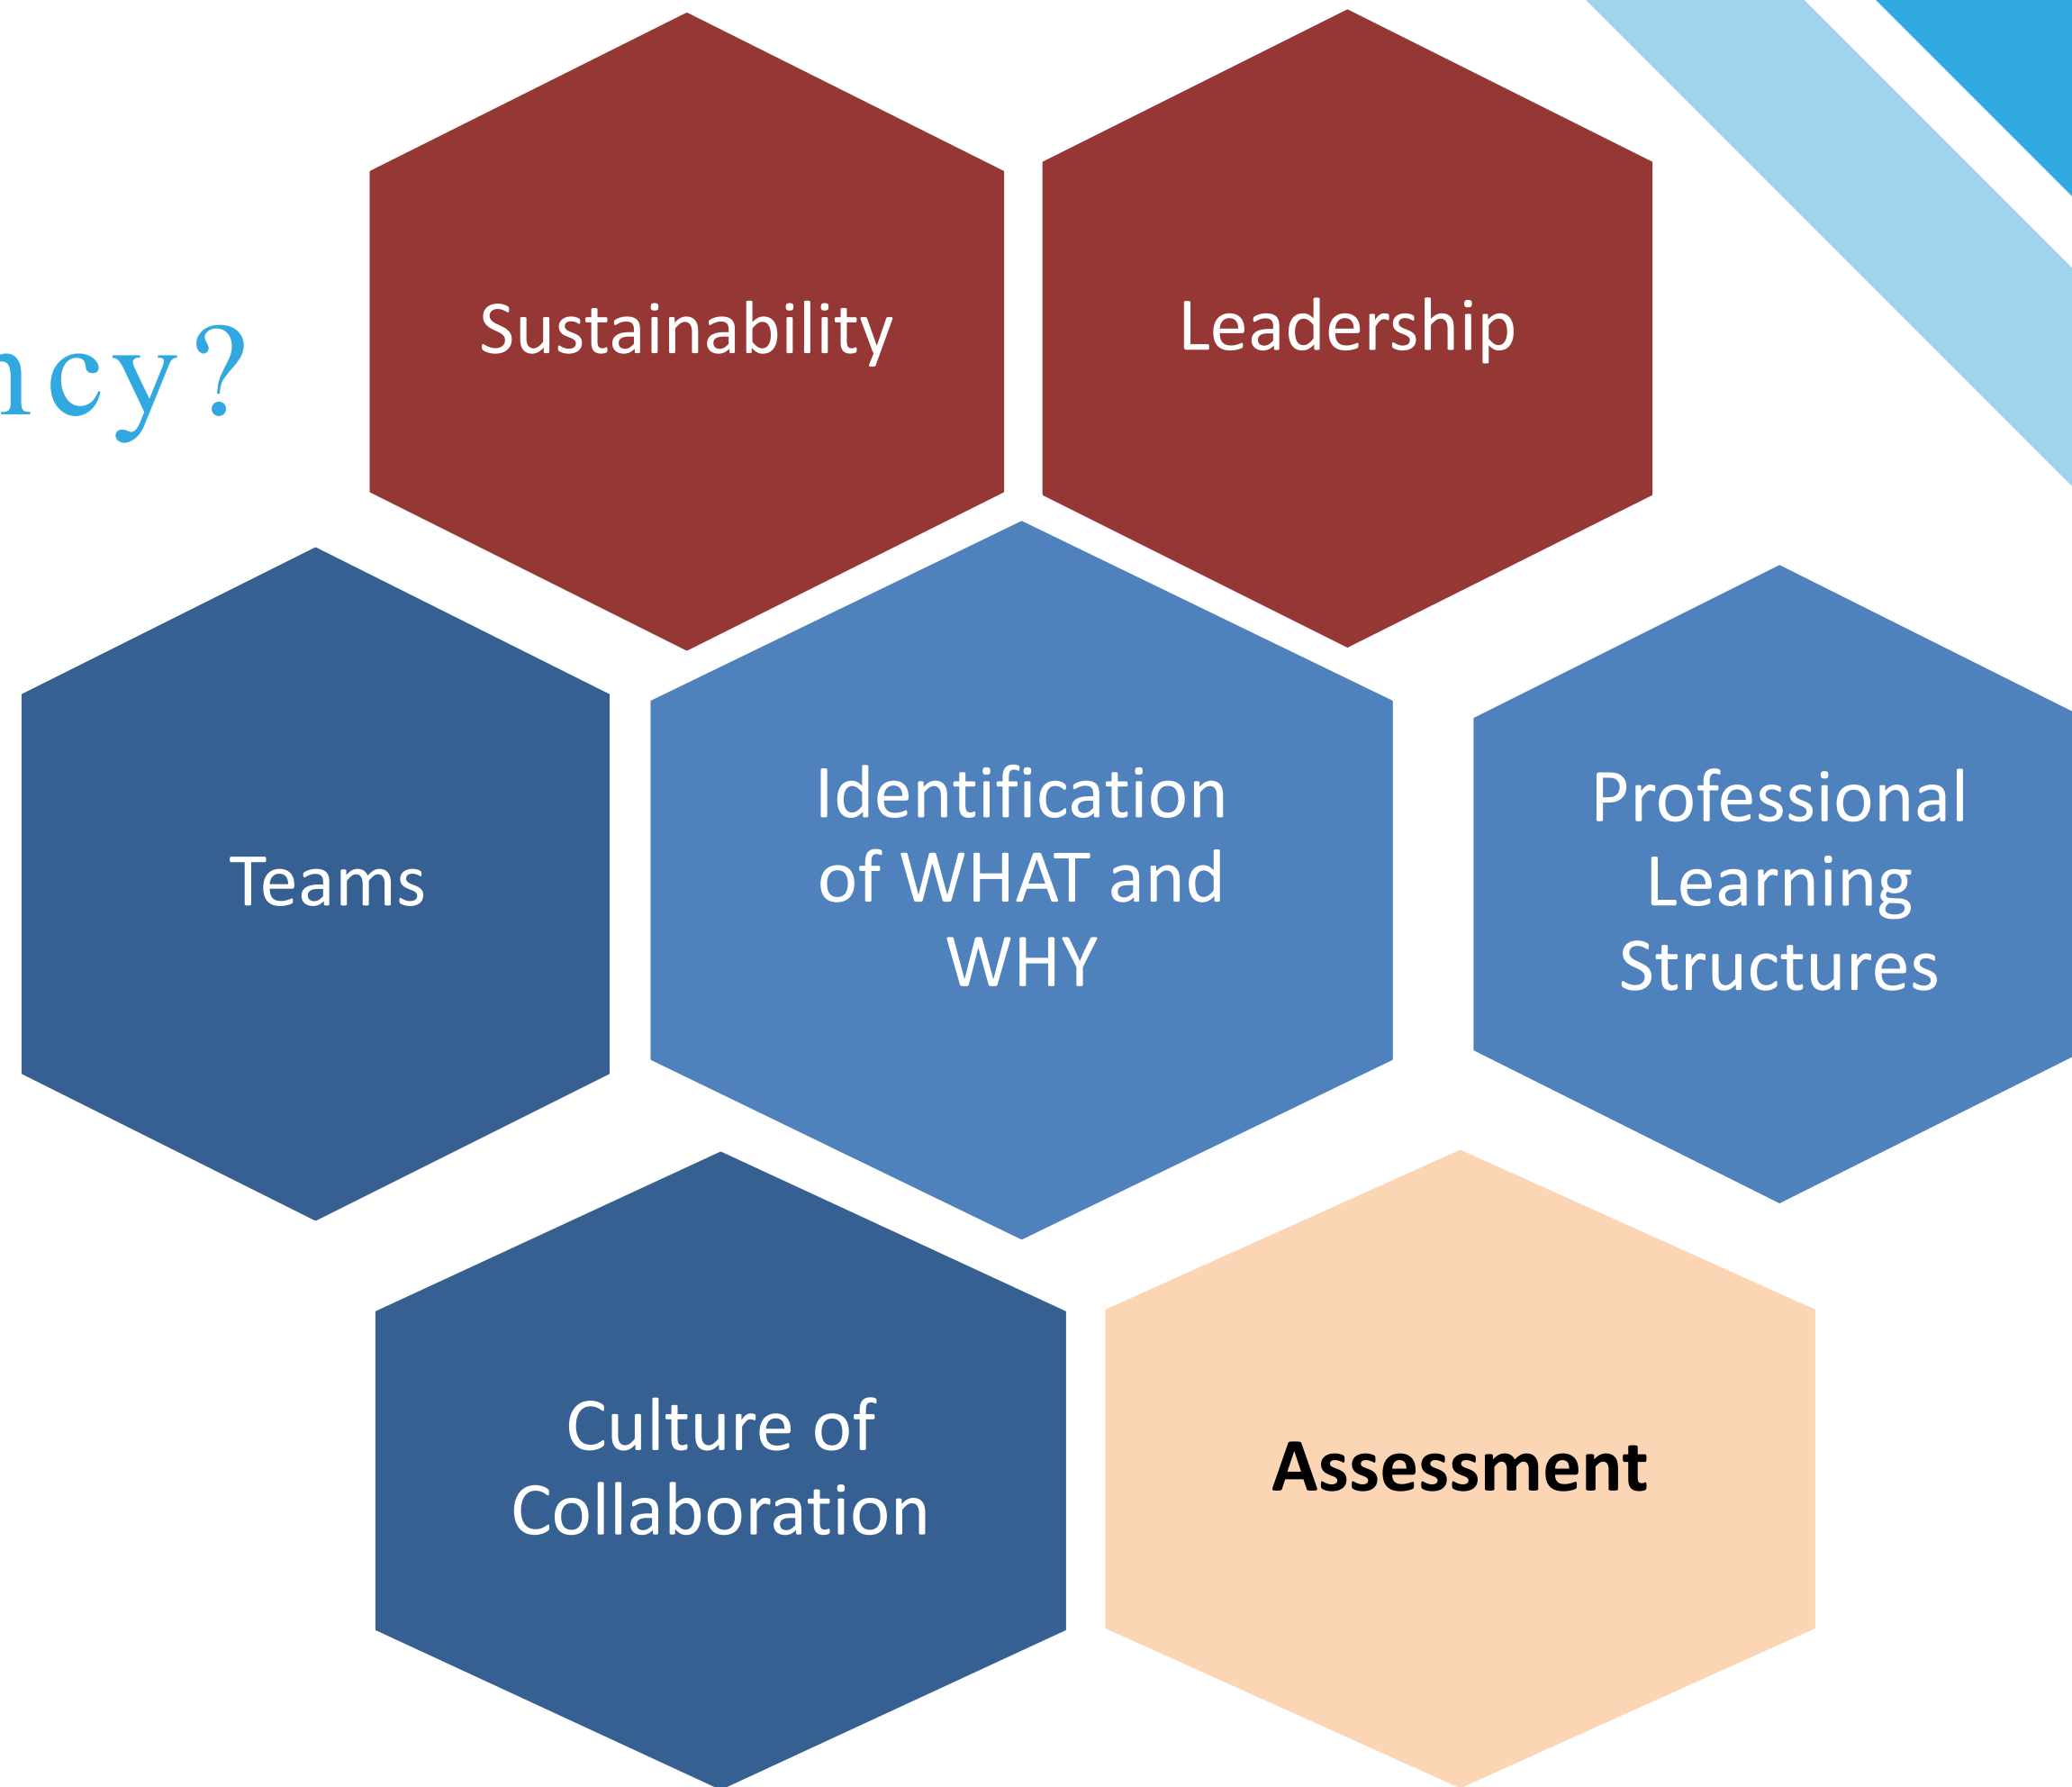 ncy?
Sustainability
Leadership
Teams
Identification
of WHAT and
WHY
Professional
Learning
Structures
Culture of
Collaboration
Assessment